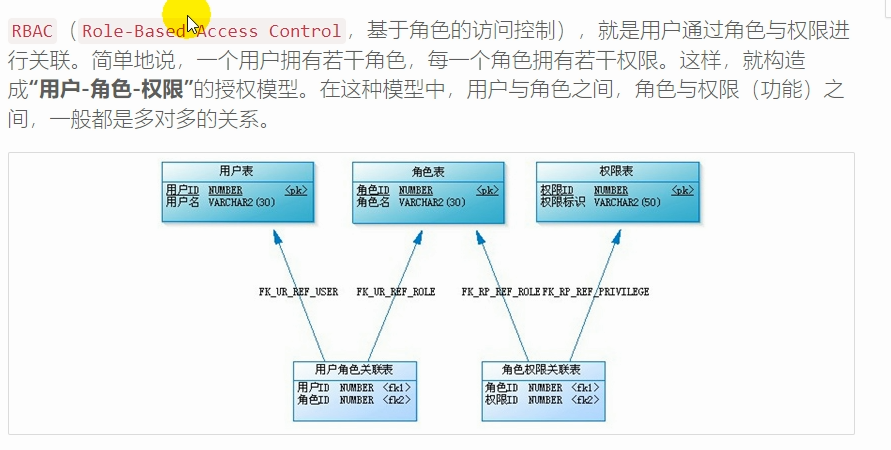 RBAC（Role-Based Access Control，基于角色的访问控制），就是用户通过角色与权限进
行关联。简单地说，一个用户拥有若干角色，每一个角色拥有若干权限。这样，就构造
成“用户-角色-权限”的授权模型。在这种模型中，用户与角色之间，角色与权限（功能）之
间，一般都是多对多的关系。
用户表
用户ID NUMBER <pk>
用户名 VARCHAR2(30)
角色表
角色ID NUMBER <pk>
角色名 VARCHAR2(30)
权限表
权限ID NUMBER <pk>
权限标识 VARCHAR2(50)
FK_UR_REF_USER
FK_UR_REF_ROLE
FK_RP_REF_ROLE
FK_RP_REF_PRIVILEGE
用户角色关联表
用户ID NUMBER <fk1>
角色ID NUMBER <fk2>
角色权限关联表
角色ID NUMBER <fk1>
权限ID NUMBER <fk2>